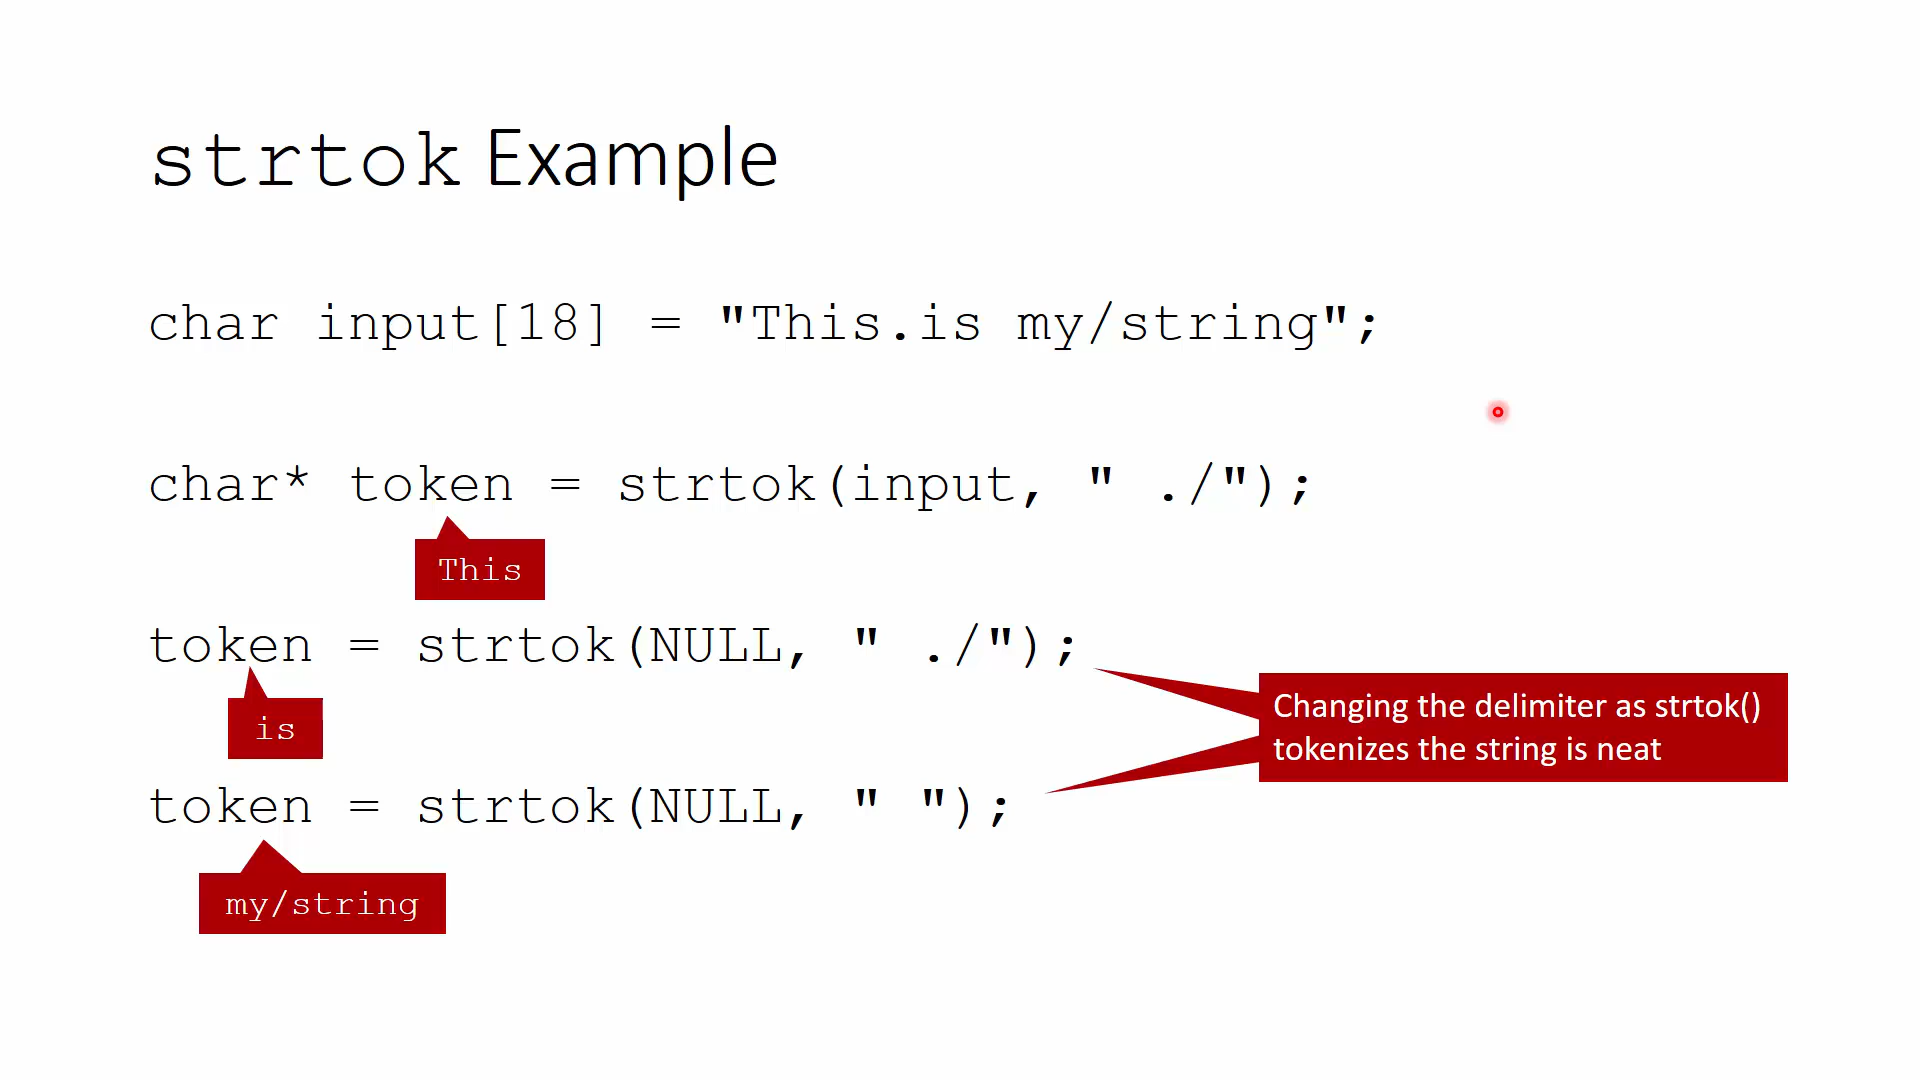 strtok Example
char input[18] = "This.is my/string";
char* token = strtok(input, " ./");
This
token = strtok(NULL, " ./");
is
Changing the delimiter as strtok()
tokenizes the string is neat
token = strtok(NULL, " ");
my/string